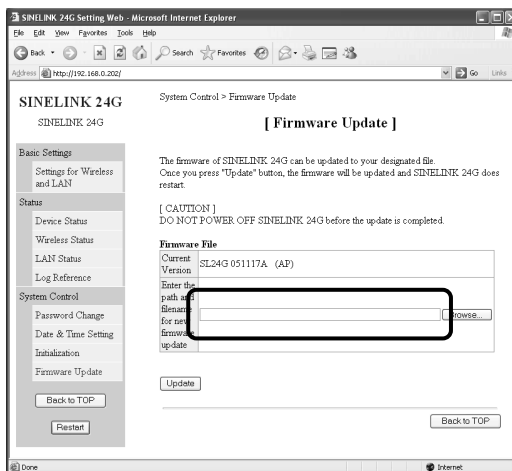 SINELINK 24G Setting Web - Microsoft Internet Explorer
File Edit View Favorites Tools Help
Back Search Favorites
Address http://192.168.0.202/ Go Links
SINELINK 24G
SINELINK 24G
Basic Settings
Settings for Wireless
and LAN
Status
Device Status
Wireless Status
LAN Status
Log Reference
System Control
Password Change
Date & Time Setting
Initialization
Firmware Update
Back to TOP
Restart
System Control > Firmware Update
[ Firmware Update ]
The firmware of SINELINK 24G can be updated to your designated file.
Once you press "Update" button, the firmware will be updated and SINELINK 24G does
restart.
[ CAUTION ]
DO NOT POWER OFF SINELINK 24G before the update is completed.
Firmware File
Current
Version
SL24G 051117A (AP)
Enter the
path and
filename
for new
firmware
update
Browse...
Update
Back to TOP
Done
Internet